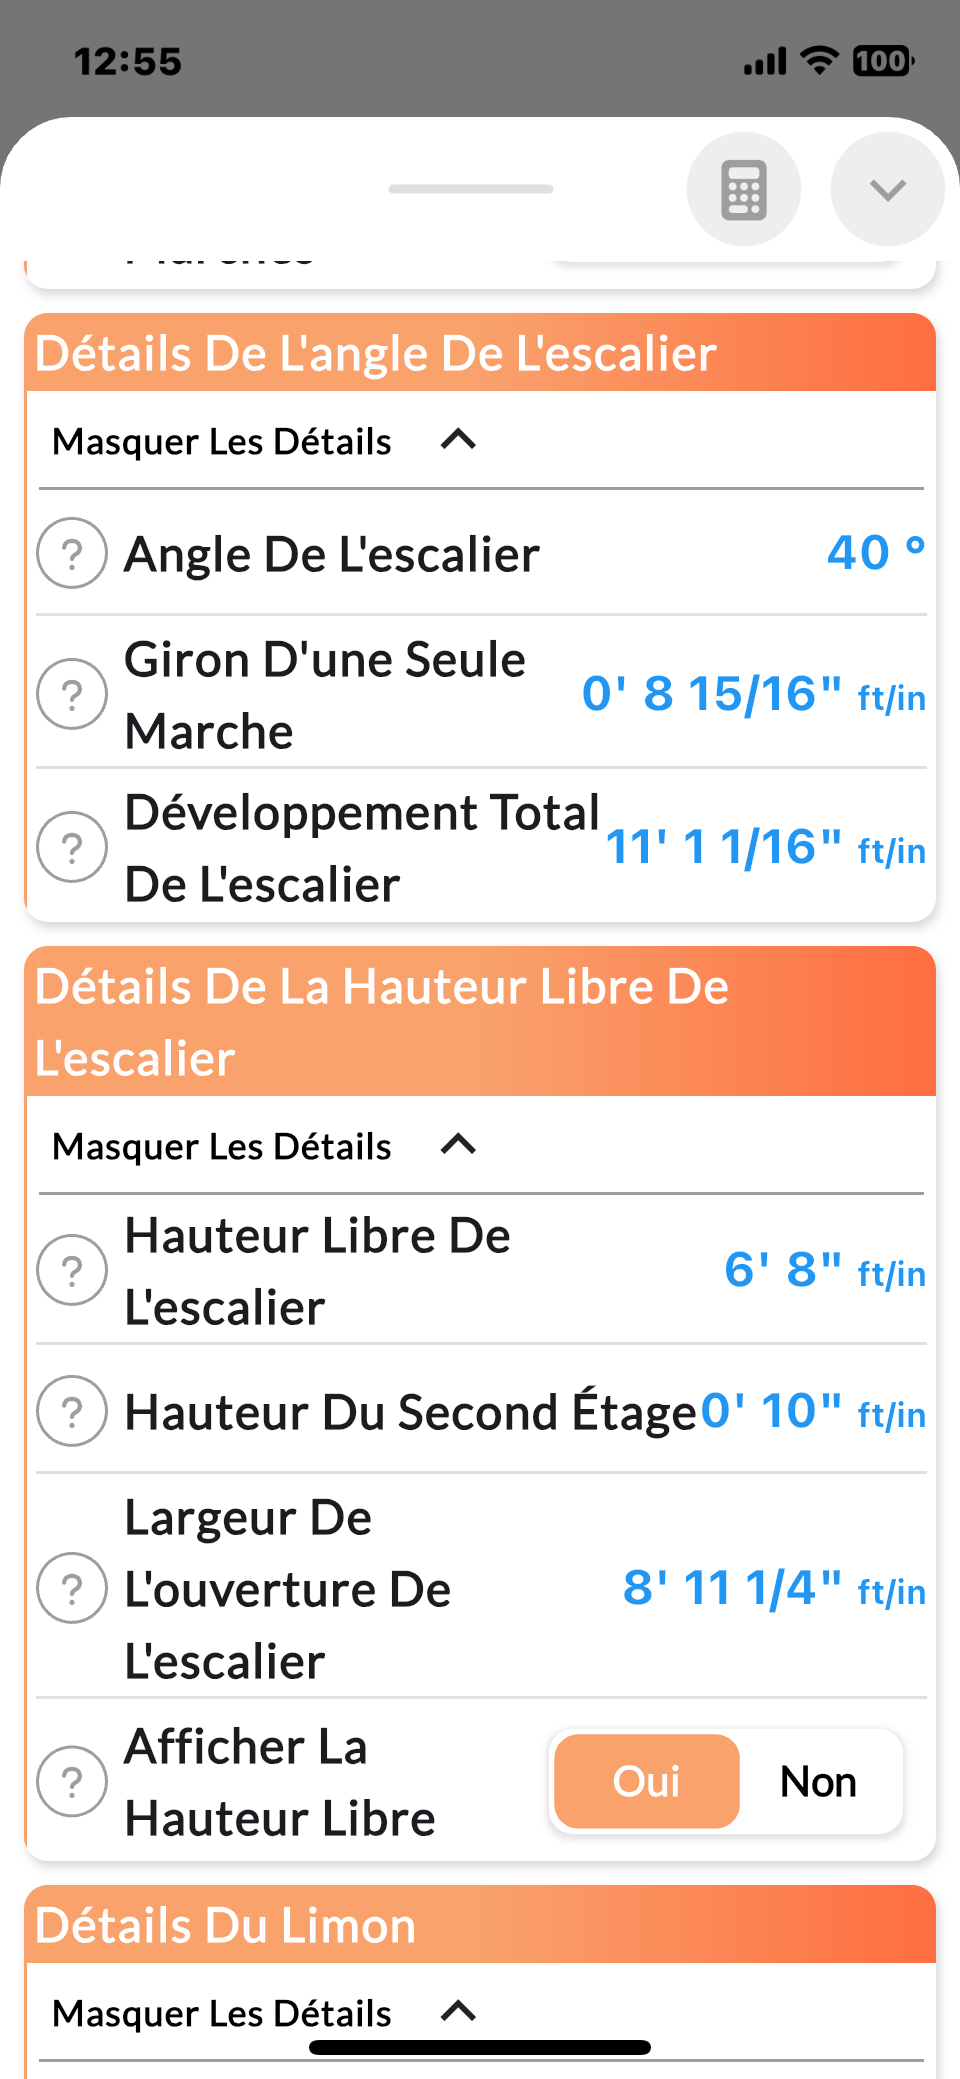 12:55
100
Détails De L'angle De L'escalier
Masquer Les Détails
? Angle De L'escalier 40 °
? Giron D'une Seule
Marche
0' 8 15/16" ft/in
? Développement Total
De L'escalier
11' 1 1/16" ft/in
Détails De La Hauteur Libre De
L'escalier
Masquer Les Détails
? Hauteur Libre De
L'escalier
6' 8" ft/in
? Hauteur Du Second Étage 0' 10" ft/in
? Largeur De
L'ouverture De
L'escalier
8' 11 1/4" ft/in
? Afficher La
Hauteur Libre
Oui Non
Détails Du Limon
Masquer Les Détails